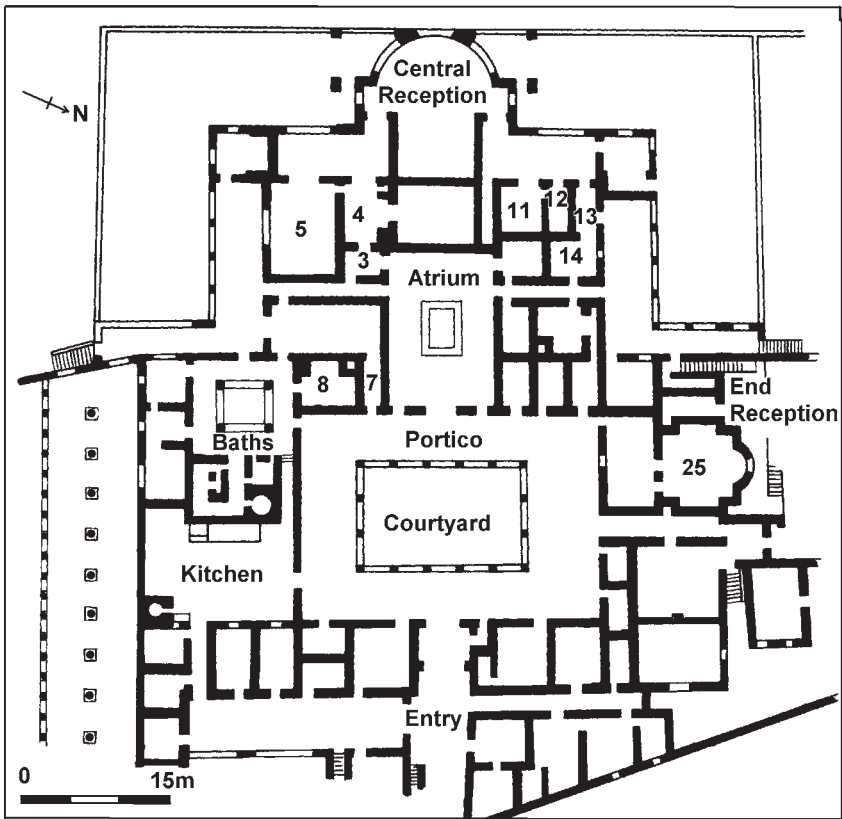 Central
Reception
N
5
4
3
11
12
13
14
Atrium
8
7
End
Reception
Baths
Portico
25
Courtyard
Kitchen
Entry
0
15m